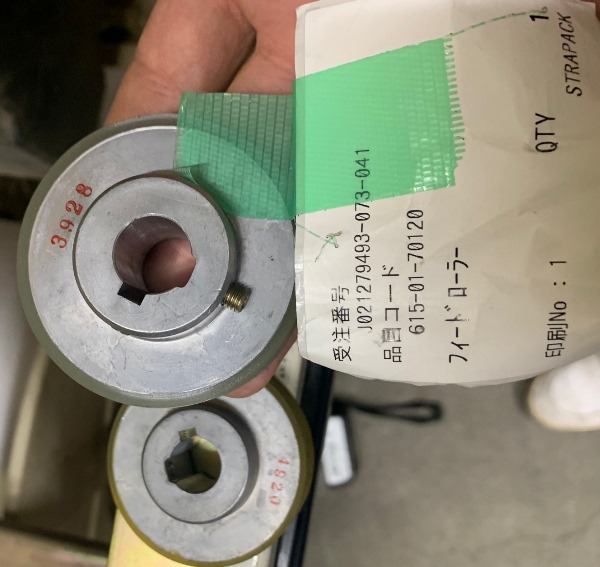 受注番号
J021279493-073-041
品目コード
615-01-70120
フィードローラー
印刷No : 1
QTY 1
STRAPACK
3928
4820